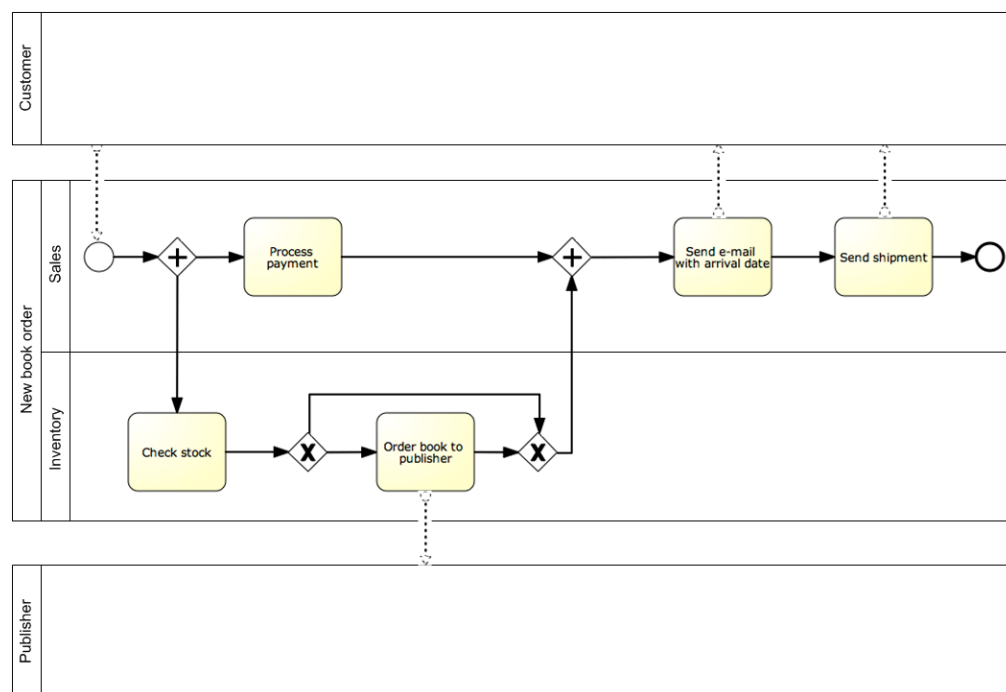 Customer
New book order
Sales
Process
payment
Send e-mail
with arrival date
Send shipment
Inventory
Check stock
Order book to
publisher
Publisher